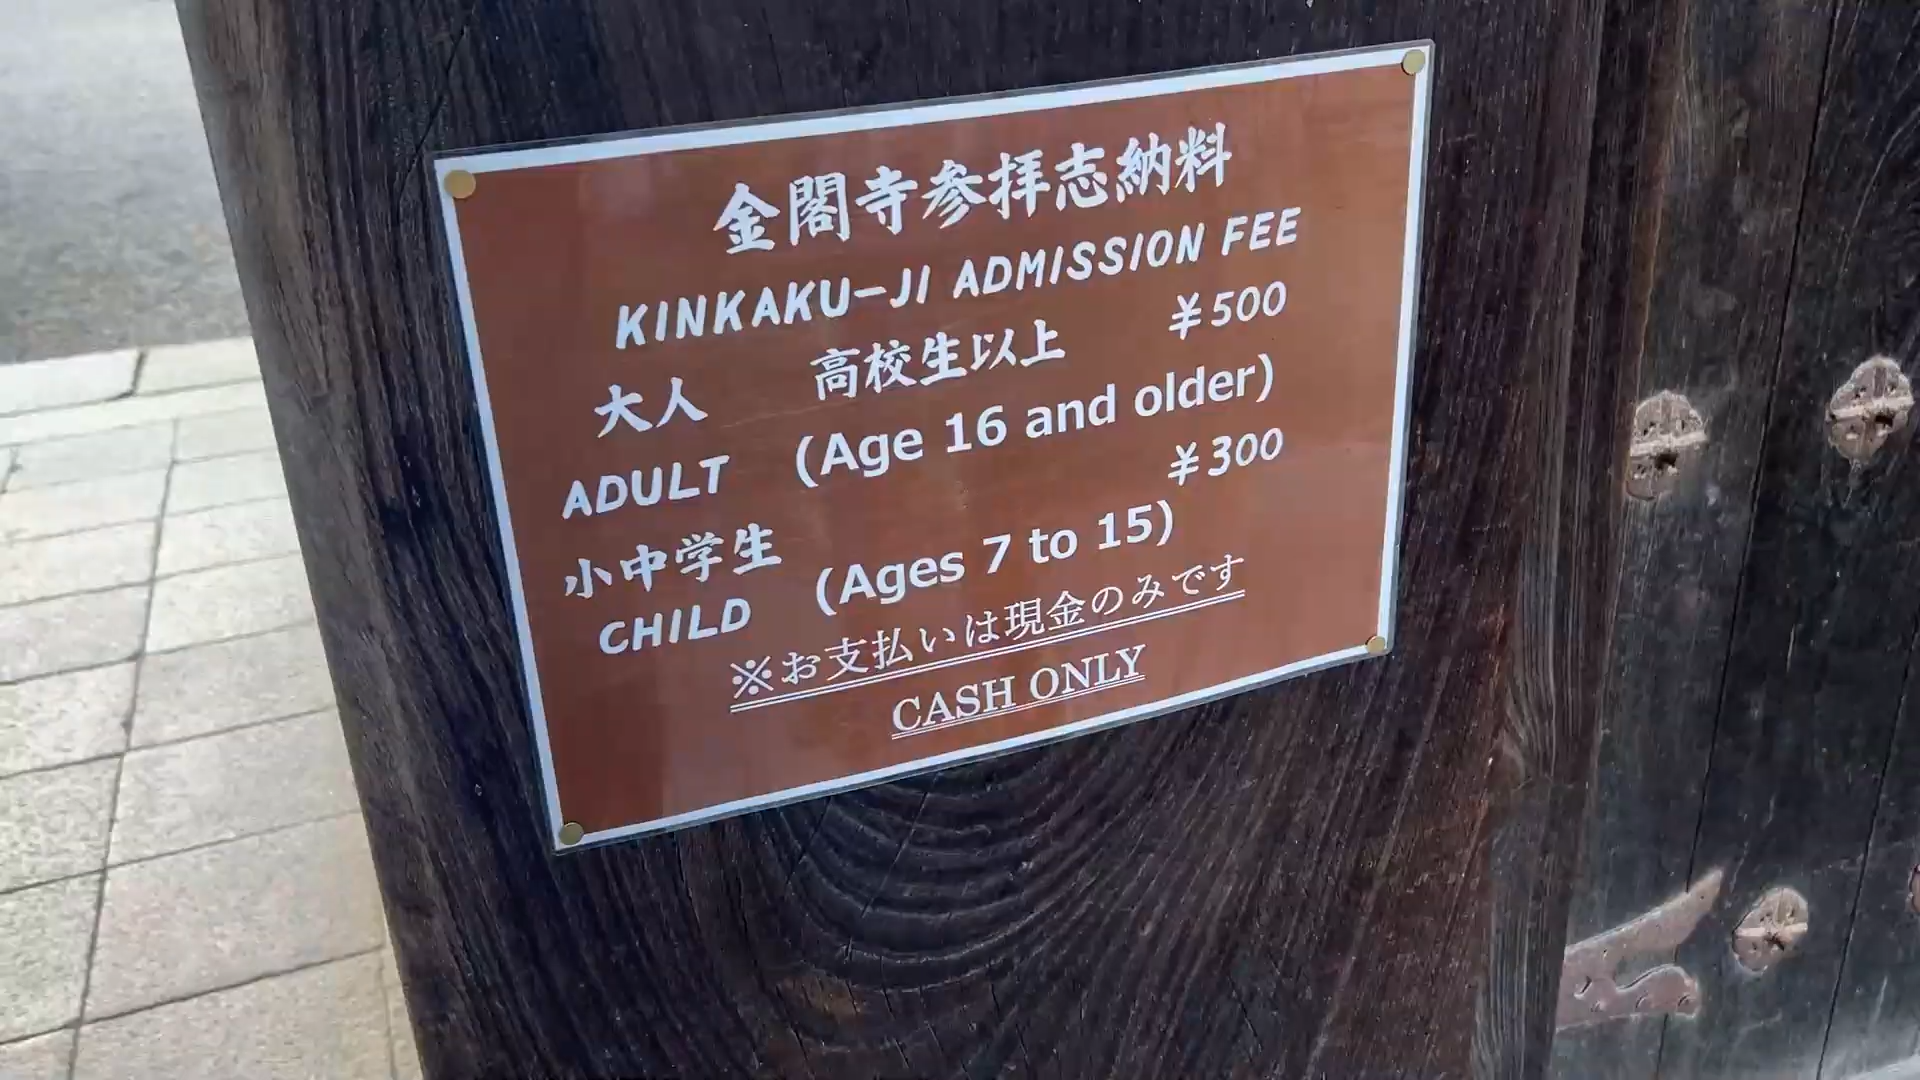 金閣寺参拝志納料
KINKAKU-JI ADMISSION FEE
大人 高校生以上 ¥500
ADULT (Age 16 and older)
小中学生 ¥300
CHILD (Ages 7 to 15)
※お支払いは現金のみです
CASH ONLY